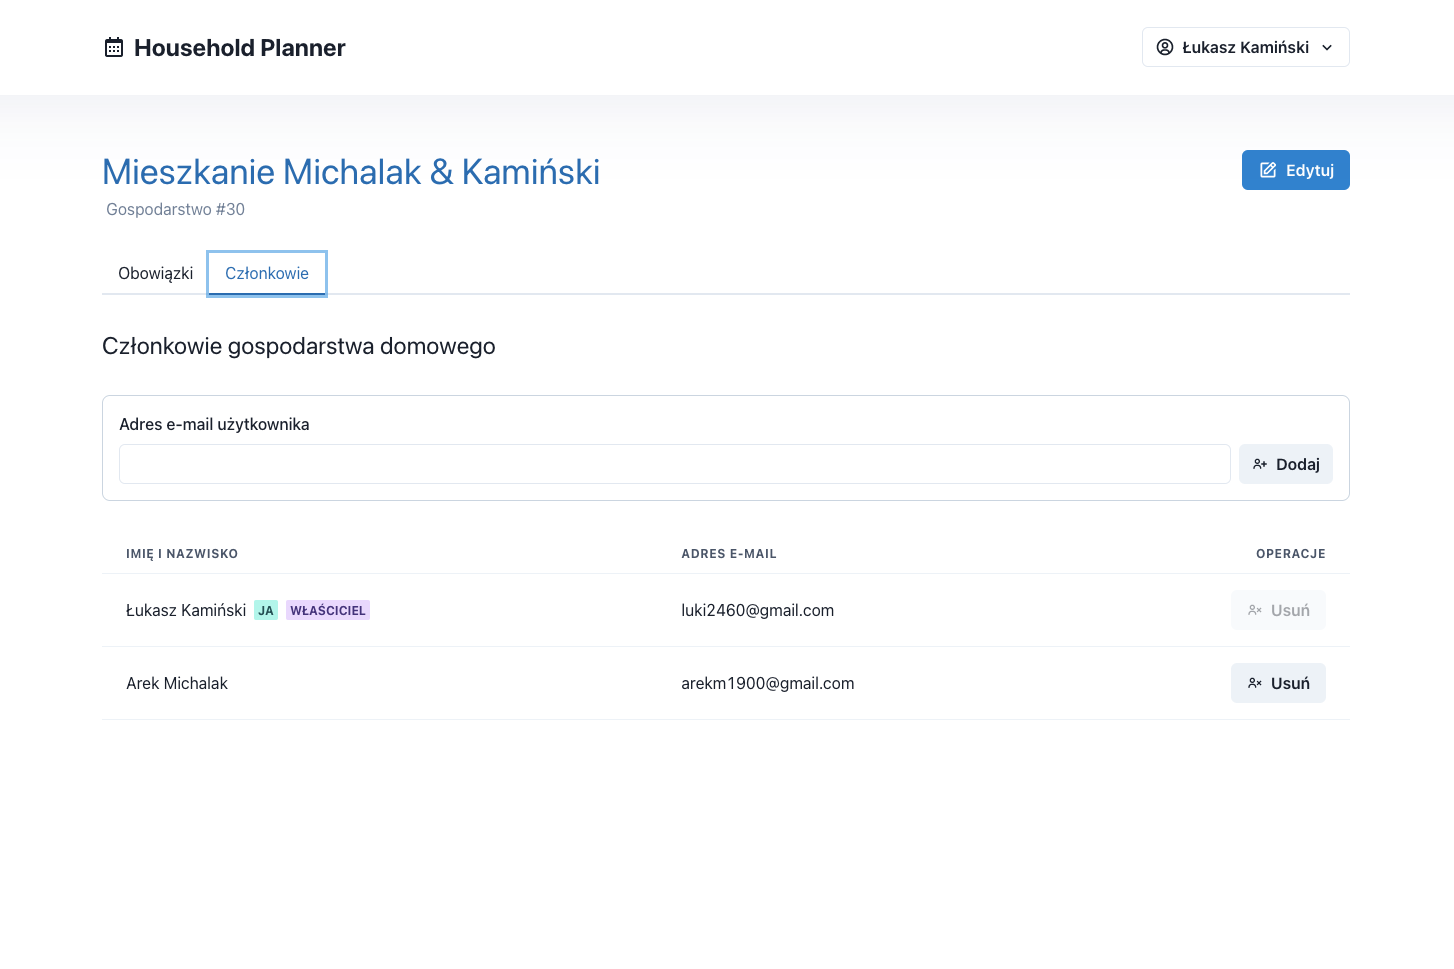 Household Planner
Łukasz Kamiński
Mieszkanie Michalak & Kamiński
Edytuj
Gospodarstwo #30
Obowiązki Członkowie
Członkowie gospodarstwa domowego
Adres e-mail użytkownika
Dodaj
IMIĘ I NAZWISKO ADRES E-MAIL OPERACJE
Łukasz Kamiński JA WŁAŚCICIEL luki2460@gmail.com Usuń
Arek Michalak arekm1900@gmail.com Usuń